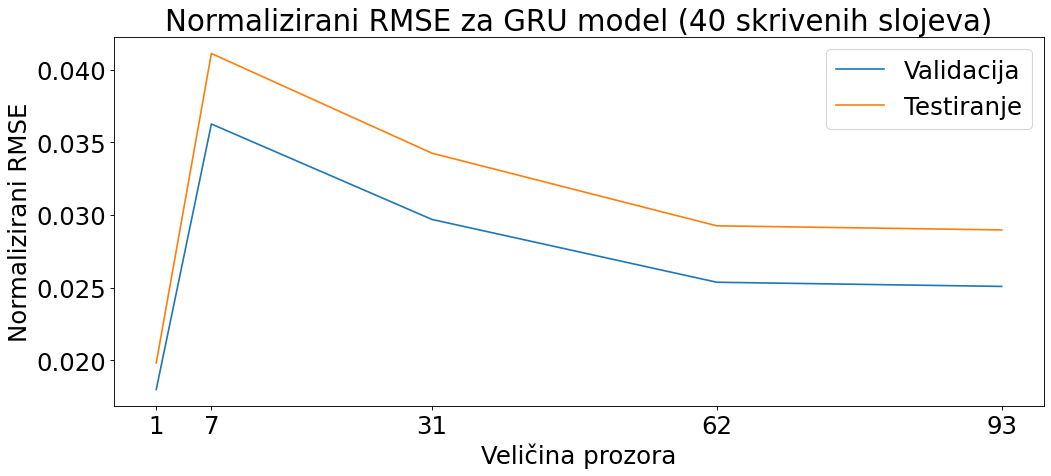 Normalizirani RMSE za GRU model (40 skrivenih slojeva)
Normalizirani RMSE
0.040
0.035
0.030
0.025
0.020
Validacija
Testiranje
1 7 31 62 93
Veličina prozora